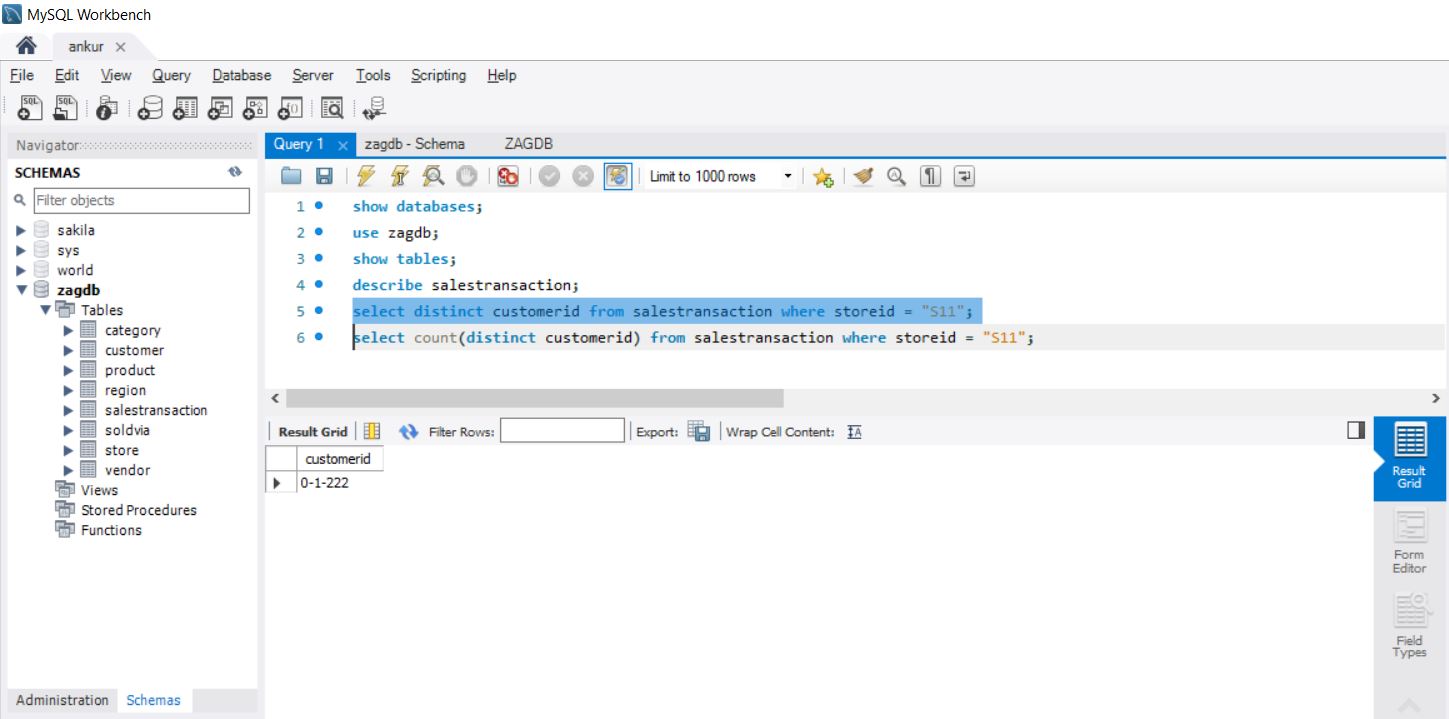 MySQL Workbench
ankur
File Edit View Query Database Server Tools Scripting Help
SQL SQL
Navigator
SCHEMAS
Filter objects
sakila
sys
world
zagdb
Tables
category
customer
product
region
salestransaction
soldvia
store
vendor
Views
Stored Procedures
Functions
Administration Schemas
Query 1 zagdb - Schema ZAGDB
Limit to 1000 rows
1 show databases;
2 use zagdb;
3 show tables;
4 describe salestransaction;
5 select distinct customerid from salestransaction where storeid = "S11";
6 select count(distinct customerid) from salestransaction where storeid = "S11";
Result Grid Filter Rows: Export: Wrap Cell Content:
customerid
0-1-222
Result
Grid
Form
Editor
Field
Types